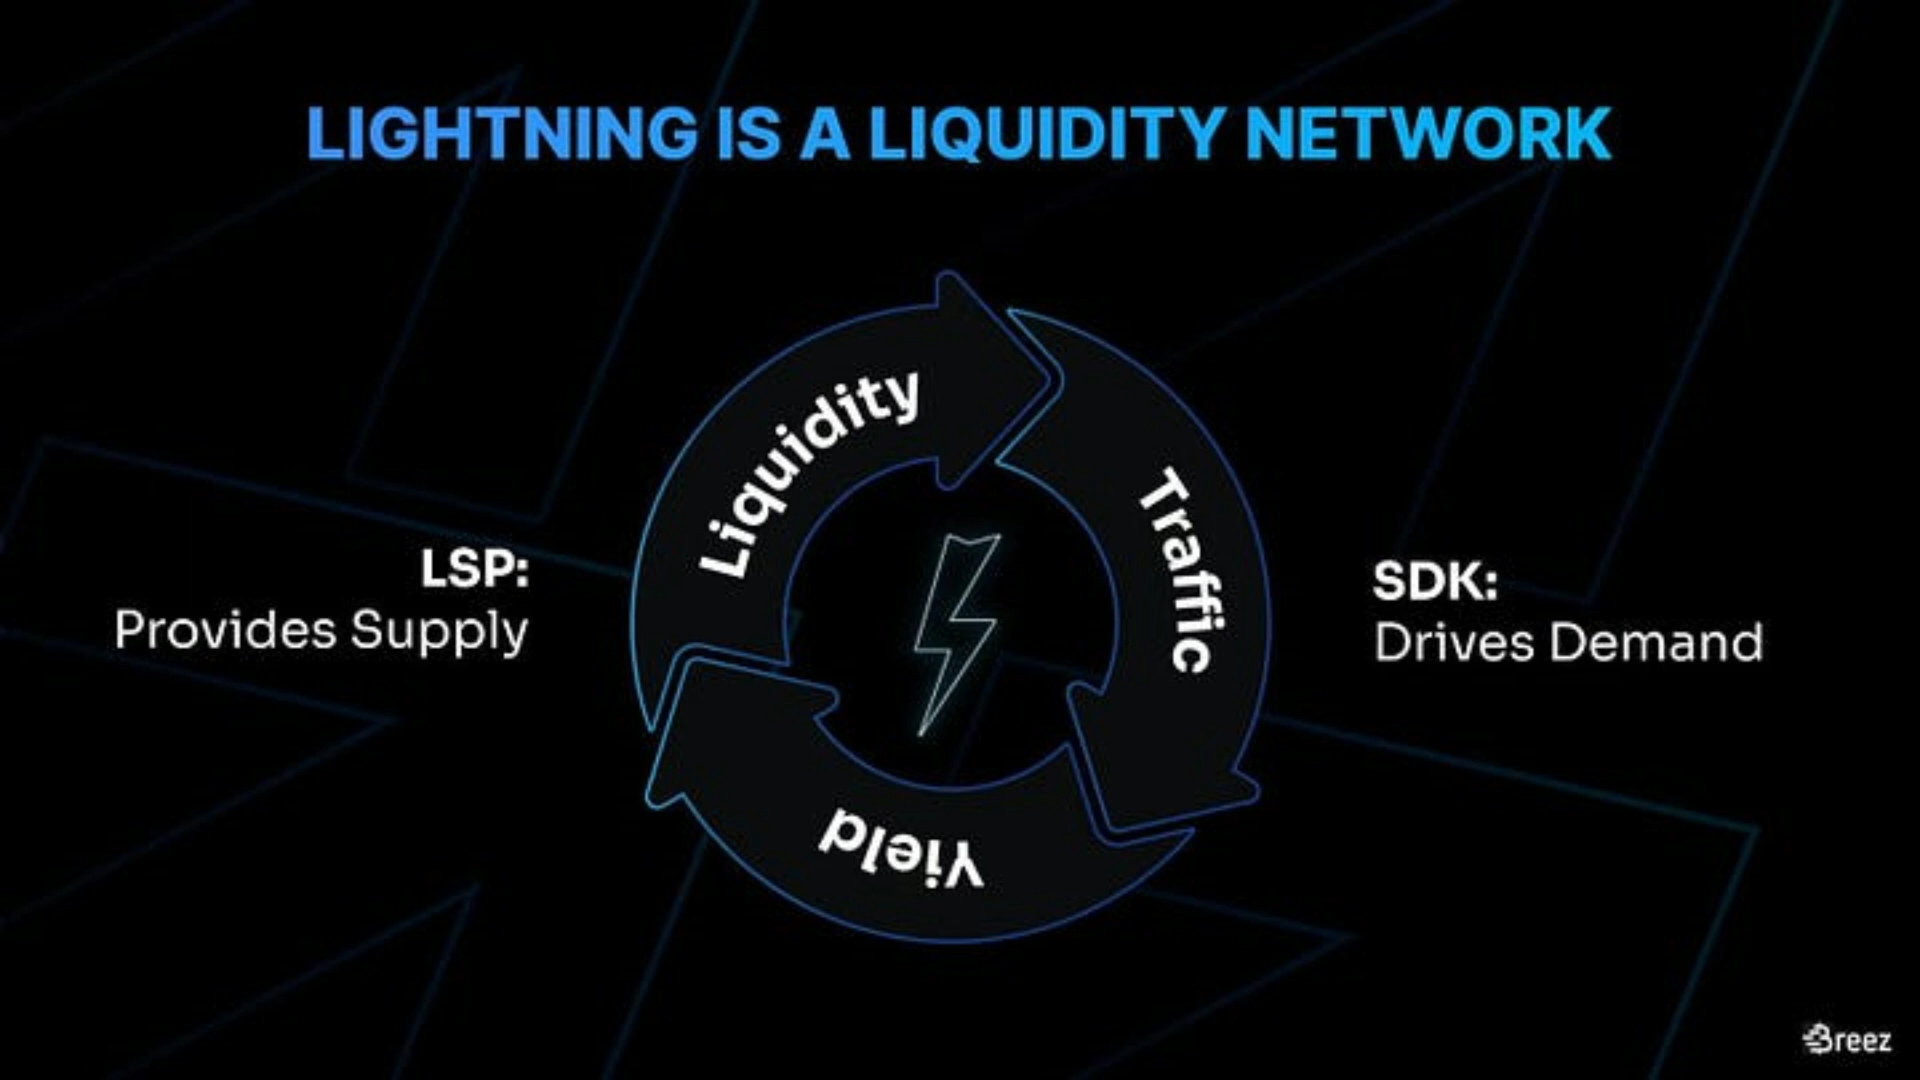 LIGHTNING IS A LIQUIDITY NETWORK
Liquidity
Traffic
Yield
LSP:
Provides Supply
SDK:
Drives Demand
Breez